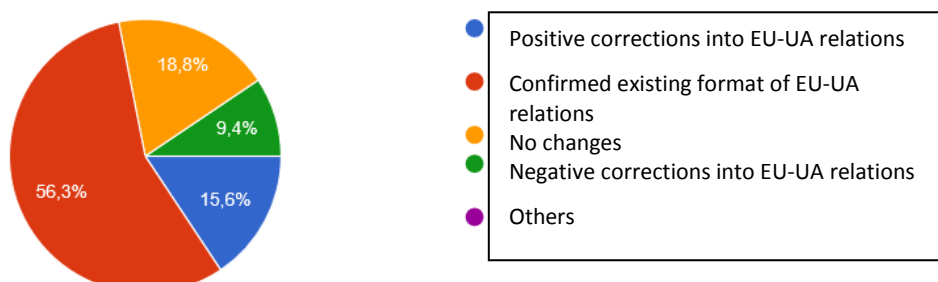 18,8%
9,4%
56,3%
15,6%
Positive corrections into EU-UA relations
Confirmed existing format of EU-UA
relations
No changes
Negative corrections into EU-UA relations
Others